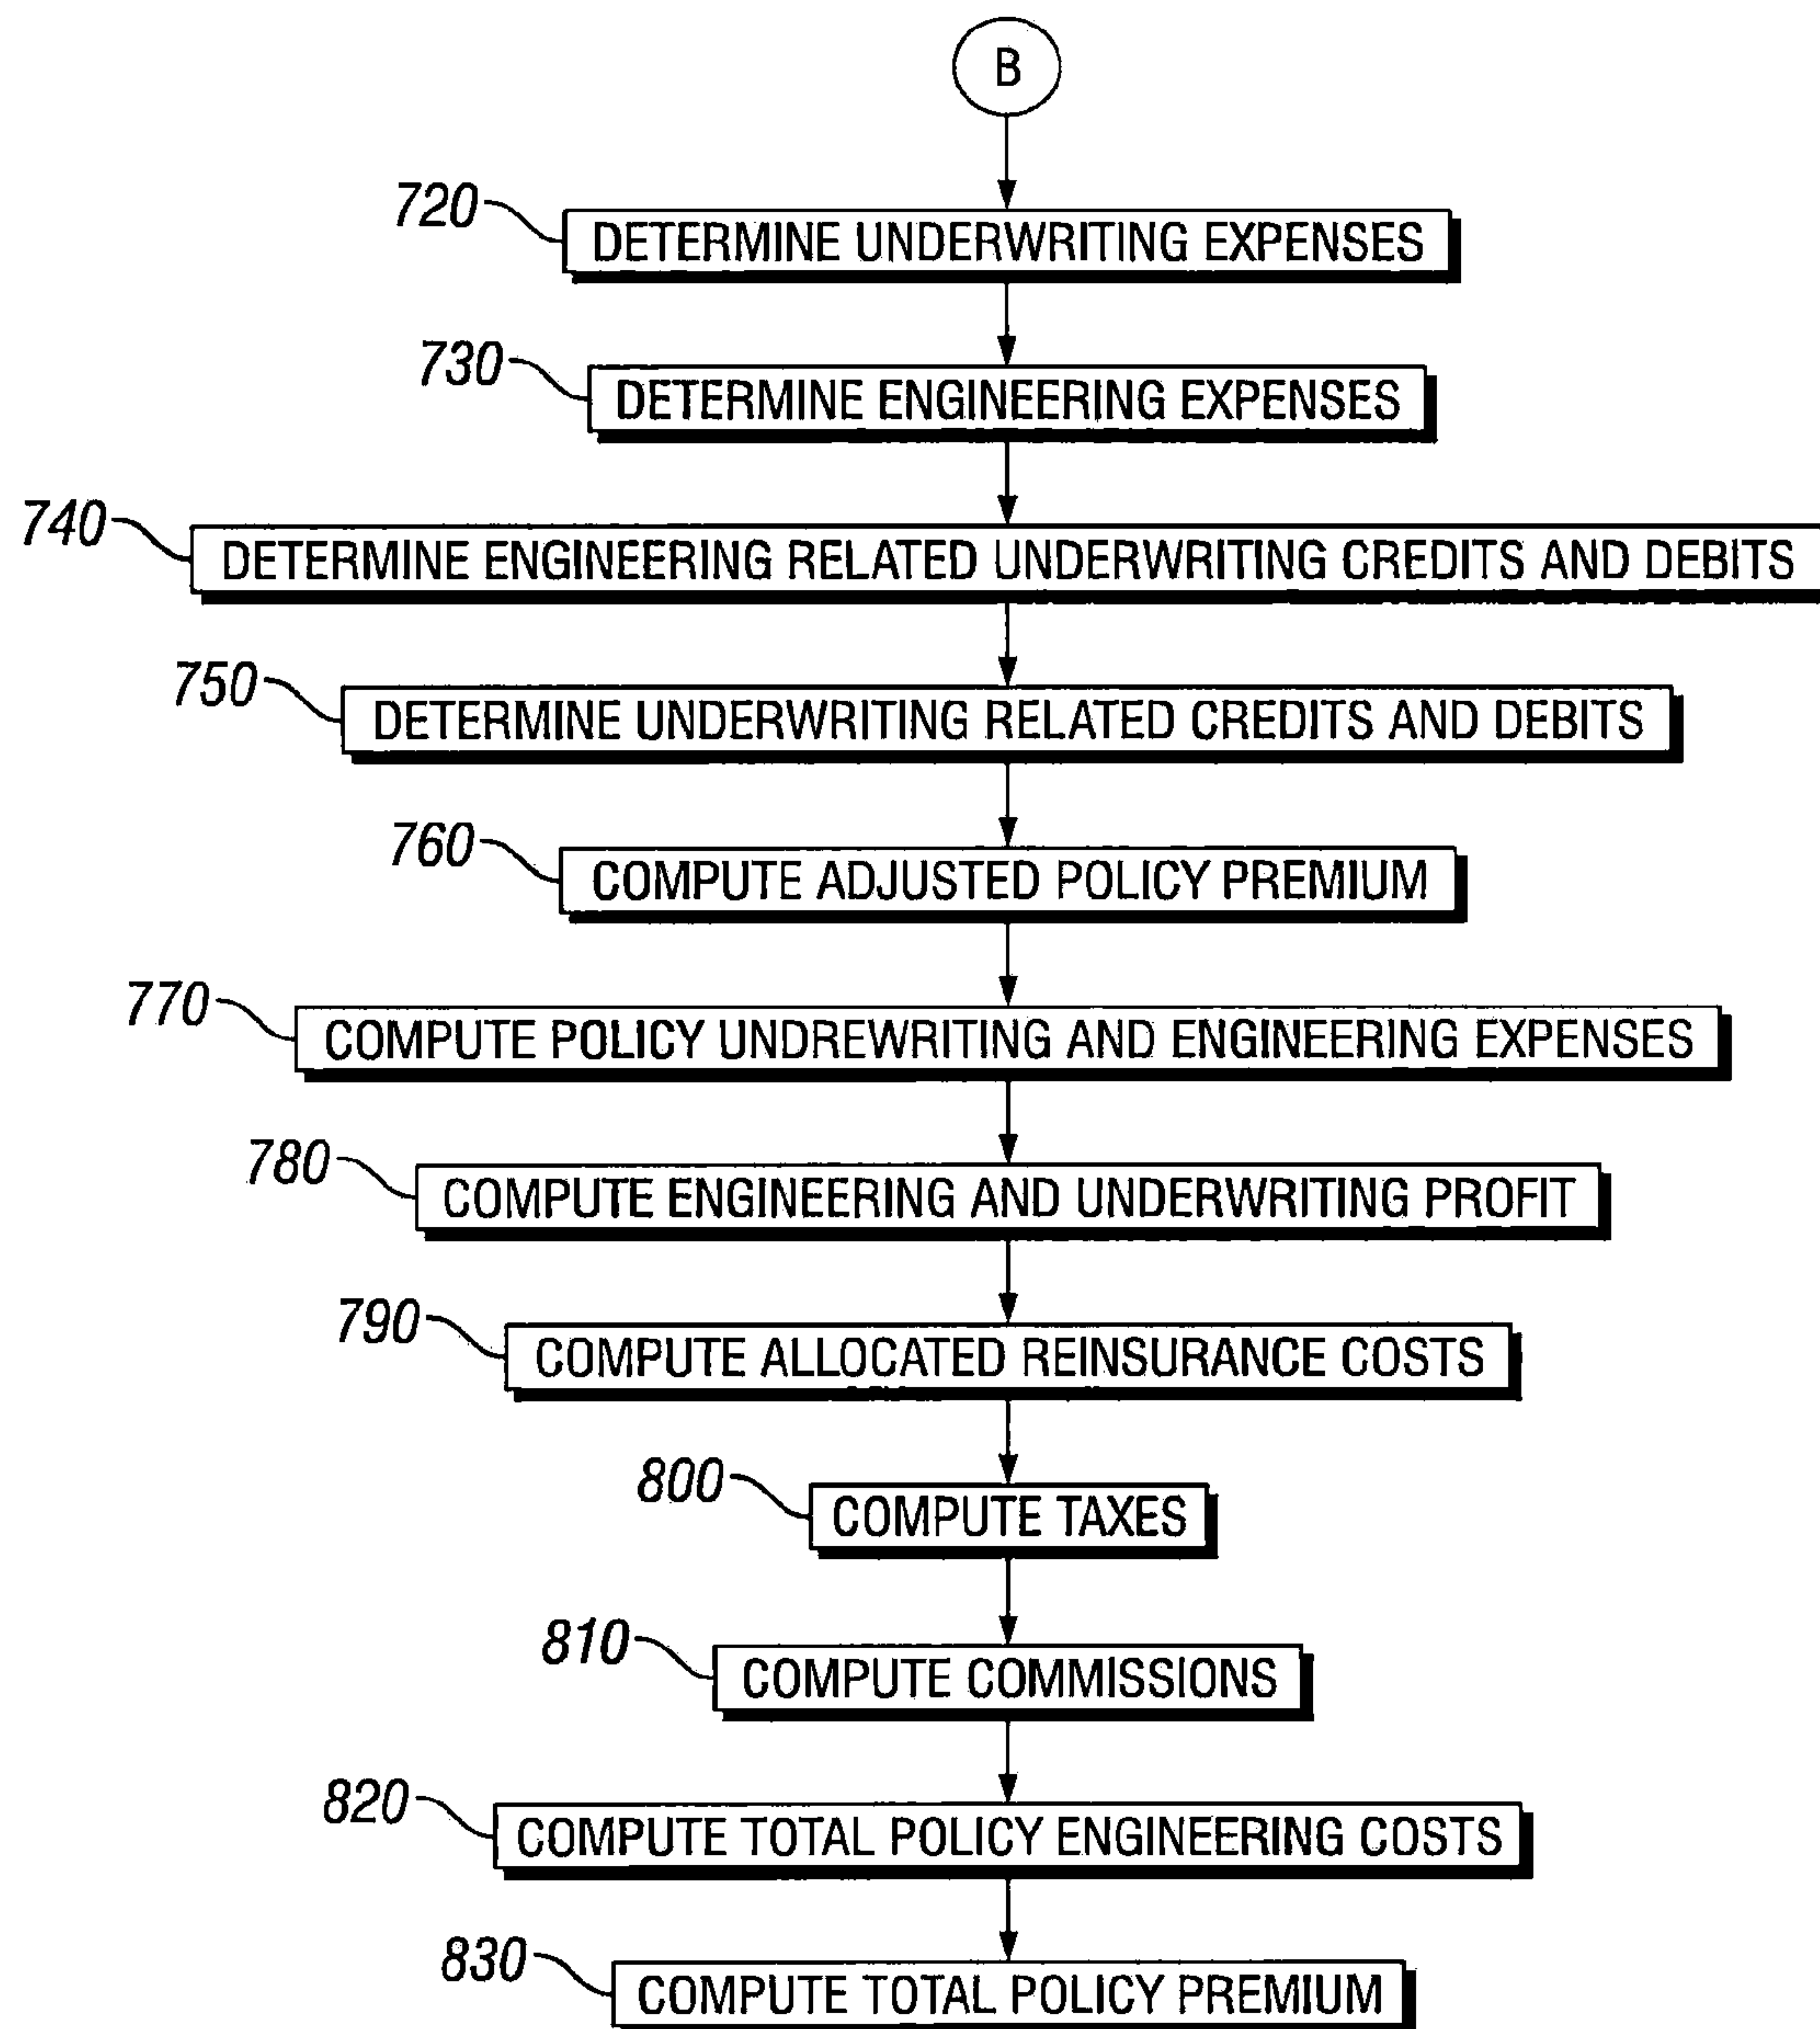 B
720 DETERMINE UNDERWRITING EXPENSES
730 DETERMINE ENGINEERING EXPENSES
740 DETERMINE ENGINEERING RELATED UNDERWRITING CREDITS AND DEBITS
750 DETERMINE UNDERWRITING RELATED CREDITS AND DEBITS
760 COMPUTE ADJUSTED POLICY PREMIUM
770 COMPUTE POLICY UNDREWRITING AND ENGINEERING EXPENSES
780 COMPUTE ENGINEERING AND UNDERWRITING PROFIT
790 COMPUTE ALLOCATED REINSURANCE COSTS
800 COMPUTE TAXES
810 COMPUTE COMMISSIONS
820 COMPUTE TOTAL POLICY ENGINEERING COSTS
830 COMPUTE TOTAL POLICY PREMIUM